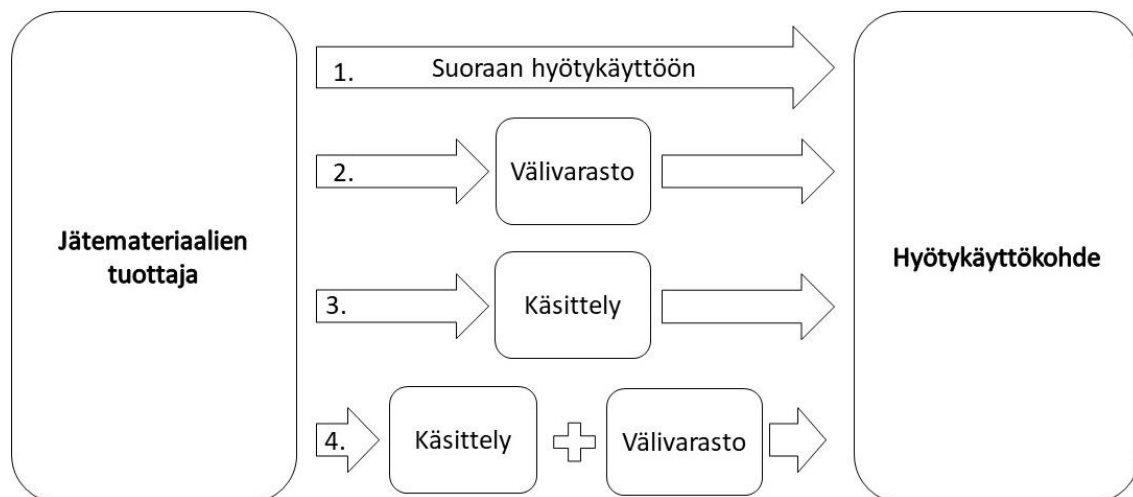 Jätemateriaalien
tuottaja
1. Suoraan hyötykäyttöön
2. Välivarasto
3. Käsittely
4. Käsittely + Välivarasto
Hyötykäyttökohde